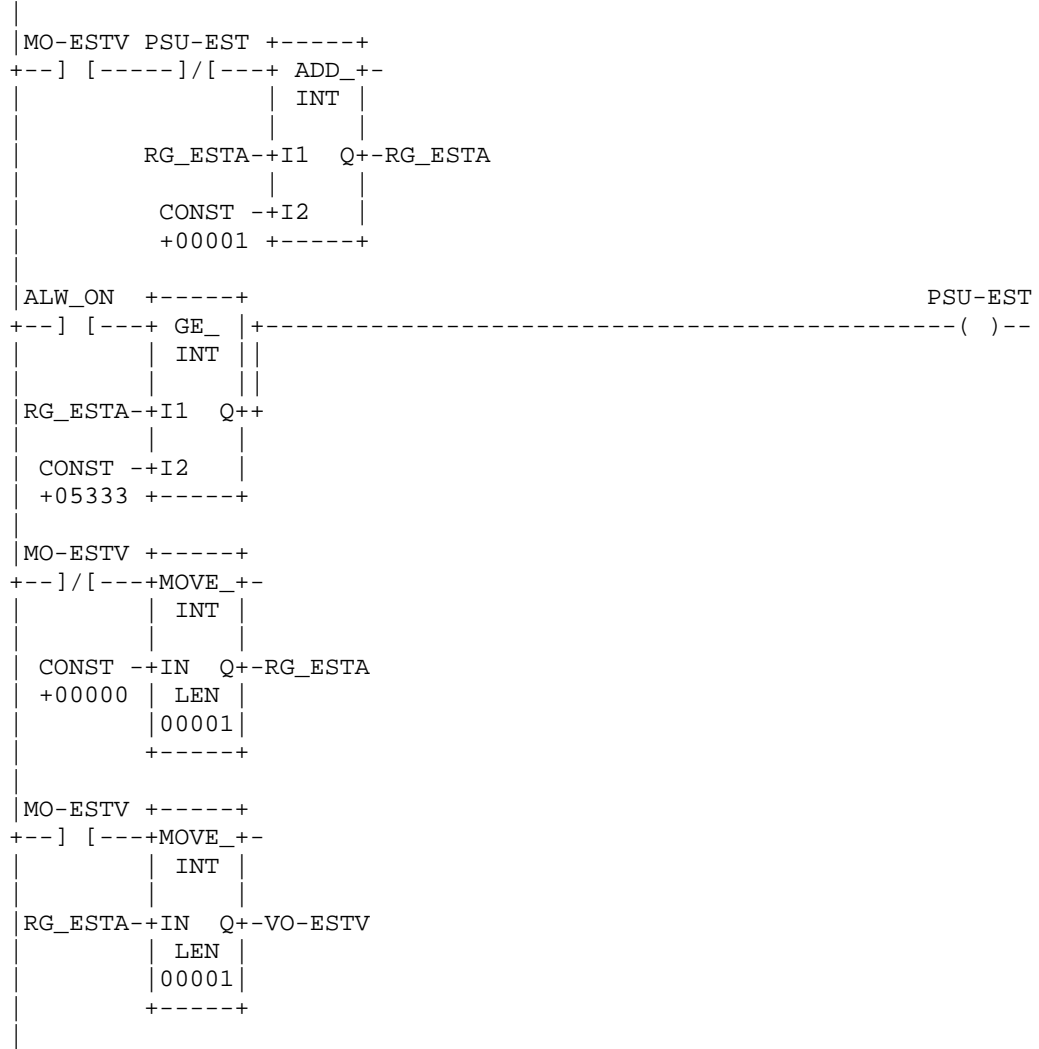 |
|MO-ESTV PSU-EST +-----+
+--] [-----]/[---+ ADD_+-
|                | INT |
|                |     |
|        RG_ESTA-+I1  Q+-RG_ESTA
|                |     |
|         CONST -+I2   |
|         +00001 +-----+
|
|ALW_ON  +-----+                                             PSU-EST
+--] [---+ GE_ |+----------------------------------------------( )--
|        | INT ||
|        |     ||
|RG_ESTA-+I1  Q++
|        |     |
| CONST -+I2   |
| +05333 +-----+
|
|MO-ESTV +-----+
+--]/[---+MOVE_+-
|        | INT |
|        |     |
| CONST -+IN  Q+-RG_ESTA
| +00000 | LEN |
|        |00001|
|        +-----+
|
|MO-ESTV +-----+
+--] [---+MOVE_+-
|        | INT |
|        |     |
|RG_ESTA-+IN  Q+-VO-ESTV
|        | LEN |
|        |00001|
|        +-----+
|